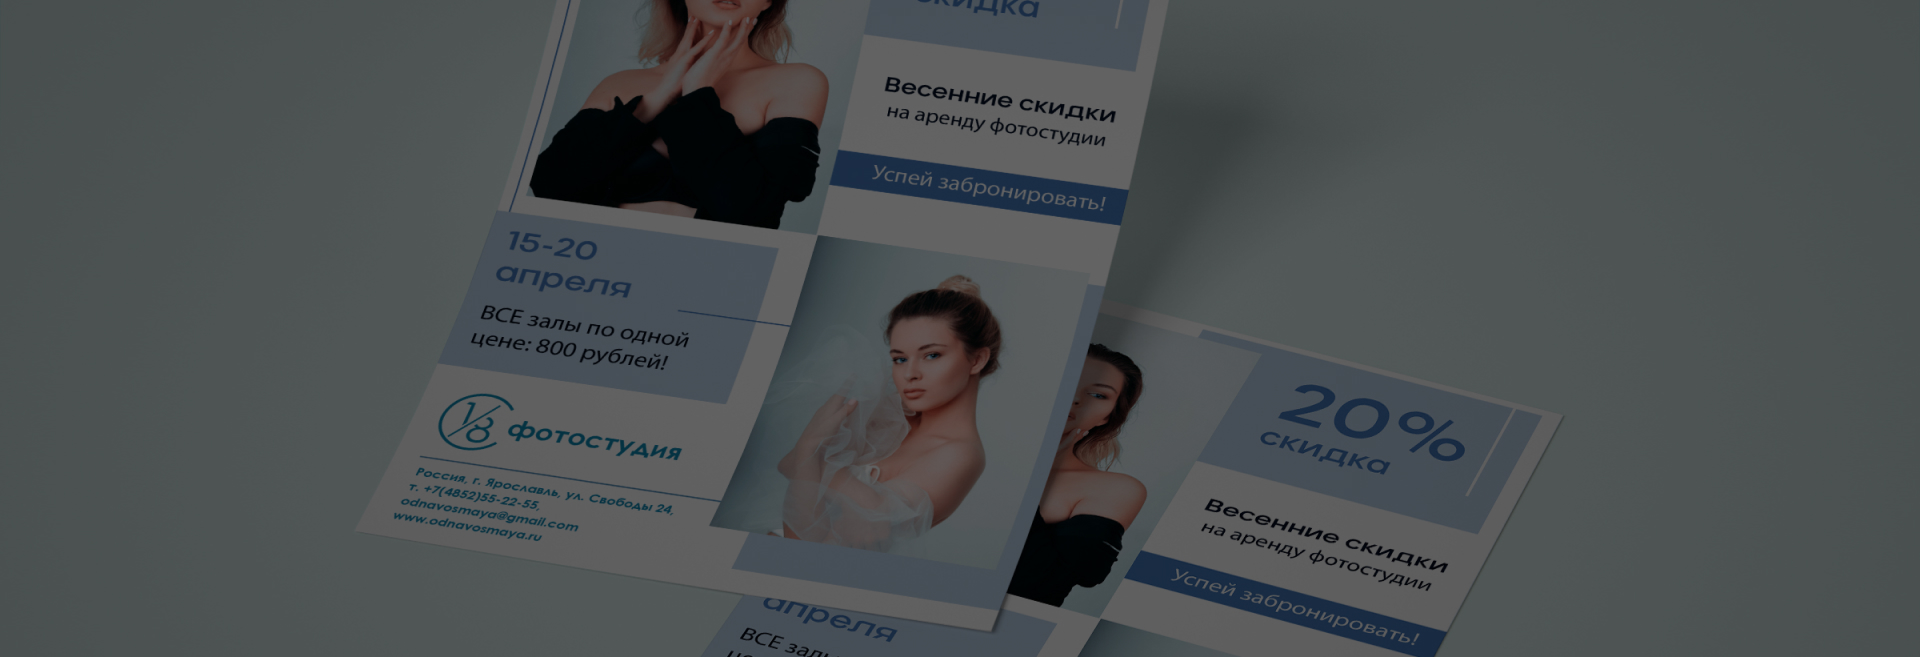 скидка
Весенние скидки
на аренду фотостудии
Успей забронировать!
15-20
апреля
ВСЕ залы по одной
цене: 800 рублей!
1/8 фотостудия
Россия, г. Ярославль, ул. Свободы 24,
т. +7(4852)55-22-55,
odnavosmaya@gmail.com
www.odnavosmaya.ru
20%
скидка
Весенние скидки
на аренду фотостудии
Успей забронировать!
апреля
ВСЕ залы